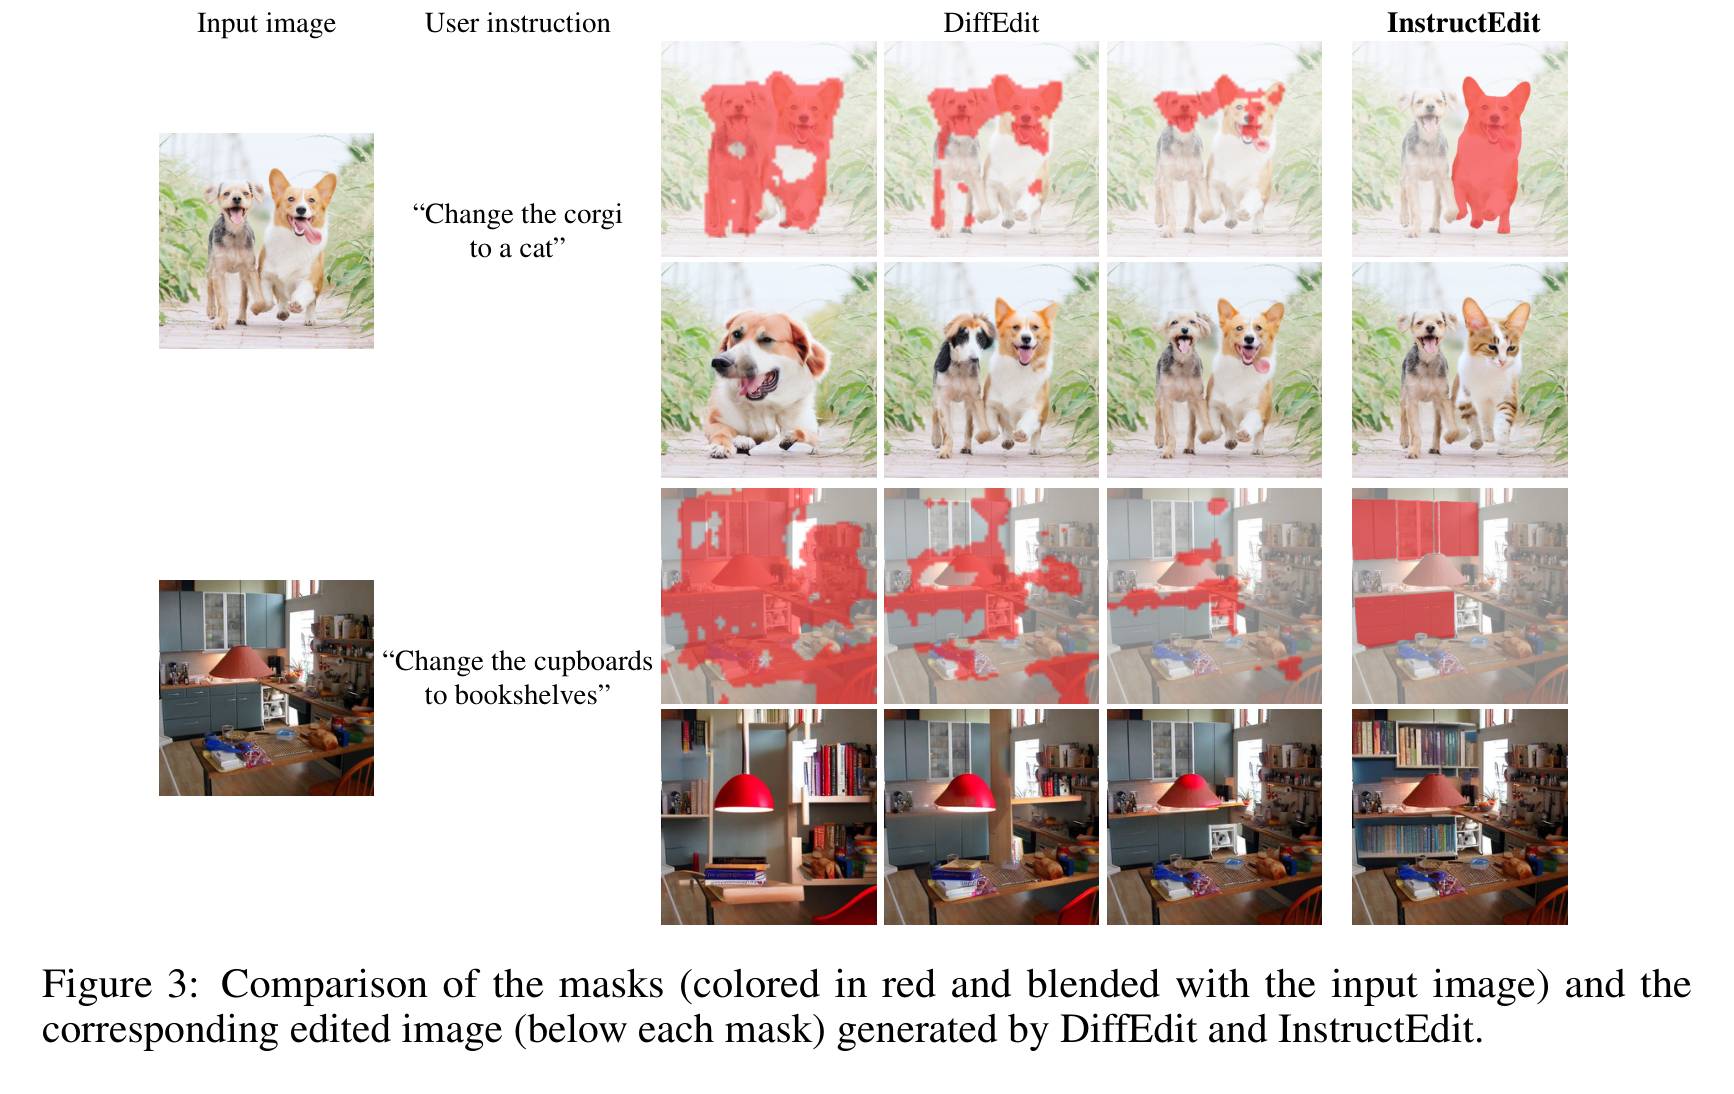 Input image
User instruction
DiffEdit
InstructEdit
“Change the corgi
to a cat”
“Change the cupboards
to bookshelves”
Figure 3: Comparison of the masks (colored in red and blended with the input image) and the
corresponding edited image (below each mask) generated by DiffEdit and InstructEdit.